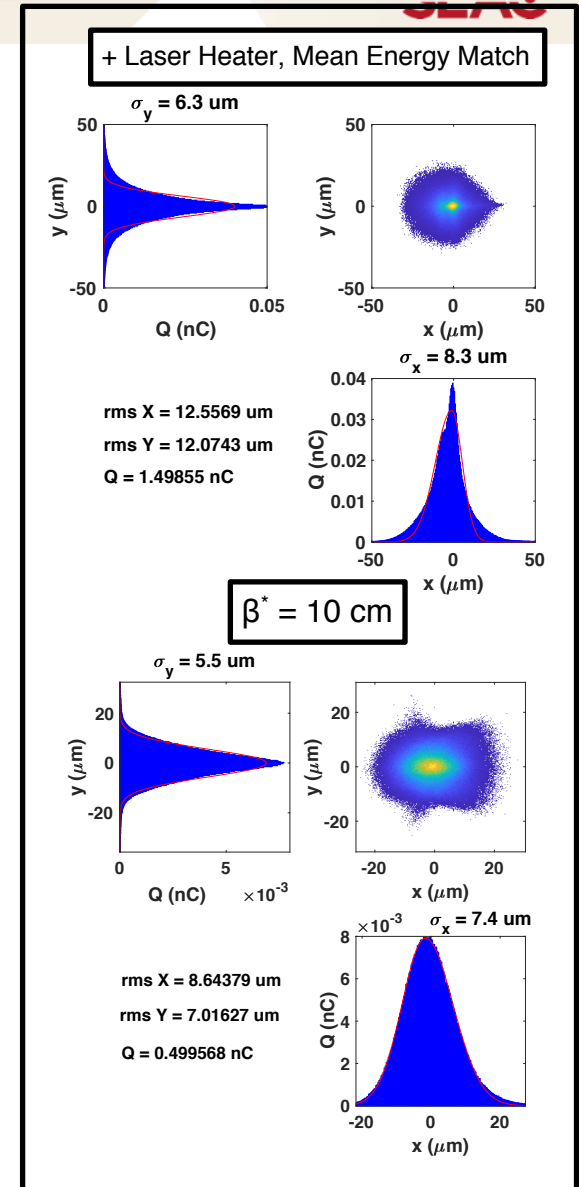 SLAC
+ Laser Heater, Mean Energy Match
σy = 6.3 um
50
0
-50
y (μm)
0
0.05
Q (nC)
50
0
-50
y (μm)
-50
0
50
x (μm)
σx = 8.3 um
rms X = 12.5569 um
rms Y = 12.0743 um
Q = 1.49855 nC
0.04
0.03
0.02
0.01
0
Q (nC)
-50
0
50
x (μm)
β* = 10 cm
σy = 5.5 um
20
0
-20
y (μm)
0
5
Q (nC)
×10-3
20
0
-20
y (μm)
-20
0
20
x (μm)
×10-3
σx = 7.4 um
rms X = 8.64379 um
rms Y = 7.01627 um
Q = 0.499568 nC
8
6
4
2
0
Q (nC)
-20
0
20
x (μm)